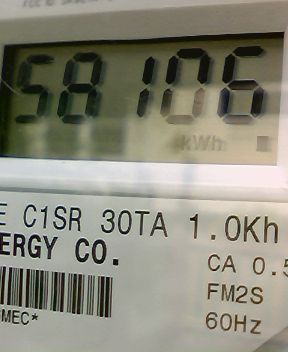 58106
kWh
E C1SR 30TA 1.0Kh
ERGY CO.
CA 0.5
FM2S
MEC*
60Hz